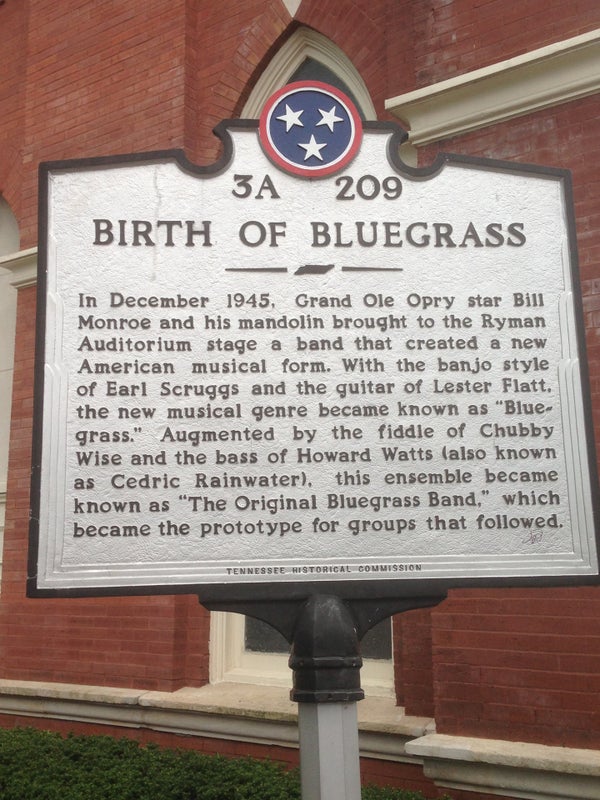 3A 209
BIRTH OF BLUEGRASS
In December 1945, Grand Ole Opry star Bill
Monroe and his mandolin brought to the Ryman
Auditorium stage a band that created a new
American musical form. With the banjo style
of Earl Scruggs and the guitar of Lester Flatt,
the new musical genre became known as "Blue-
grass." Augmented by the fiddle of Chubby
Wise and the bass of Howard Watts (also known
as Cedric Rainwater), this ensemble became
known as "The Original Bluegrass Band," which
became the prototype for groups that followed.
TENNESSEE HISTORICAL COMMISSION